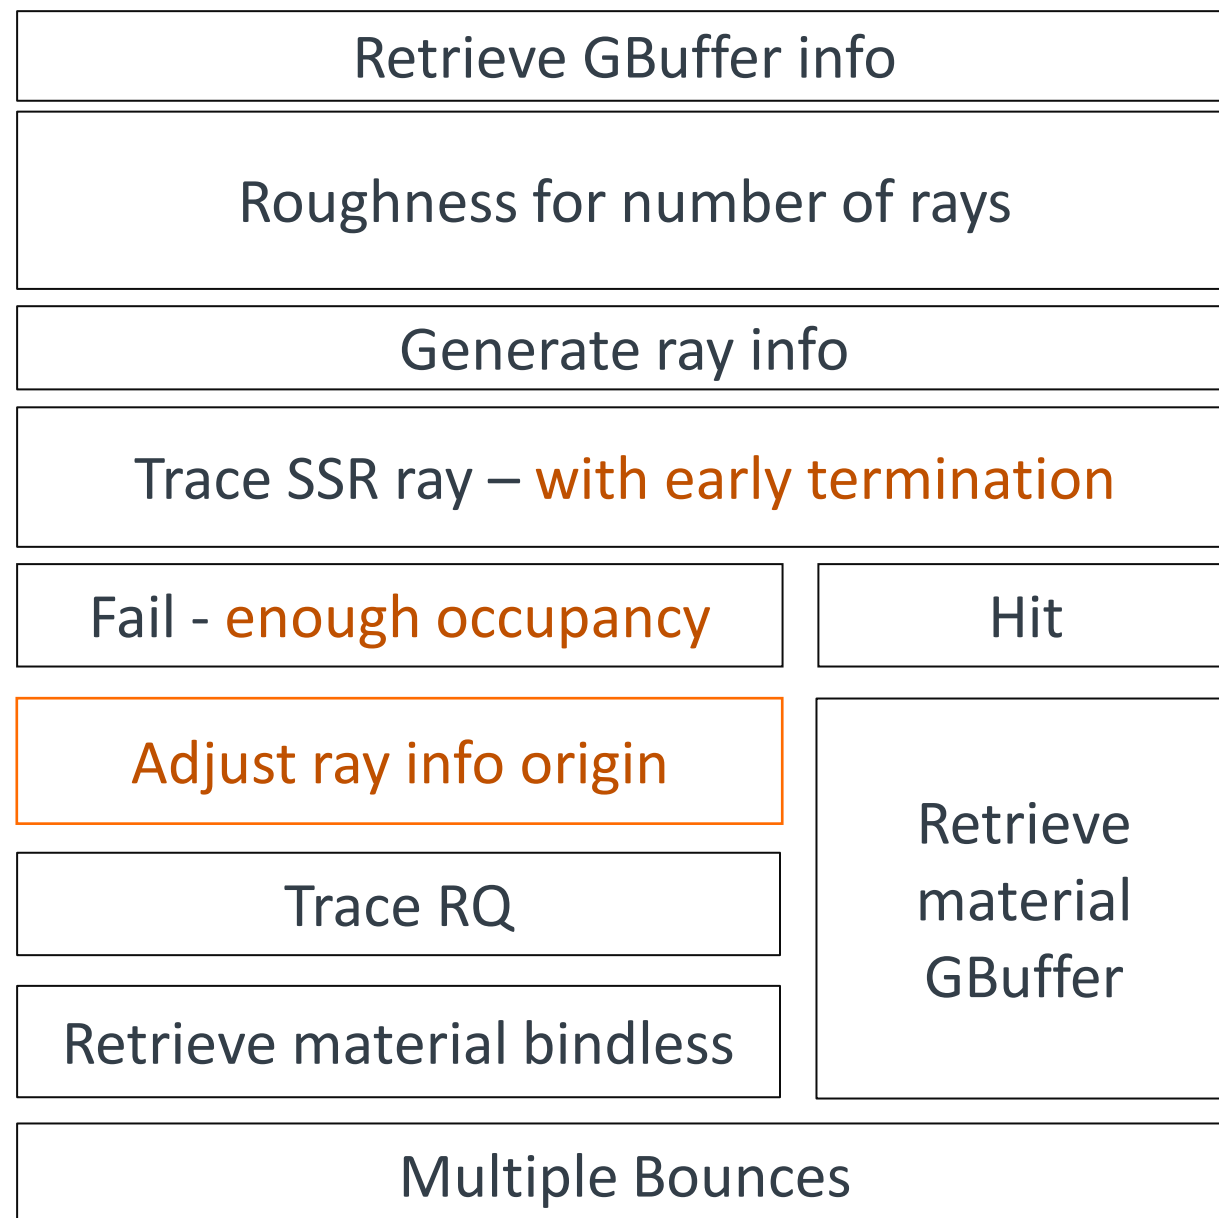 Retrieve GBuffer info
Roughness for number of rays
Generate ray info
Trace SSR ray – with early termination
Fail - enough occupancy
Hit
Adjust ray info origin
Trace RQ
Retrieve material bindless
Retrieve
material
GBuffer
Multiple Bounces